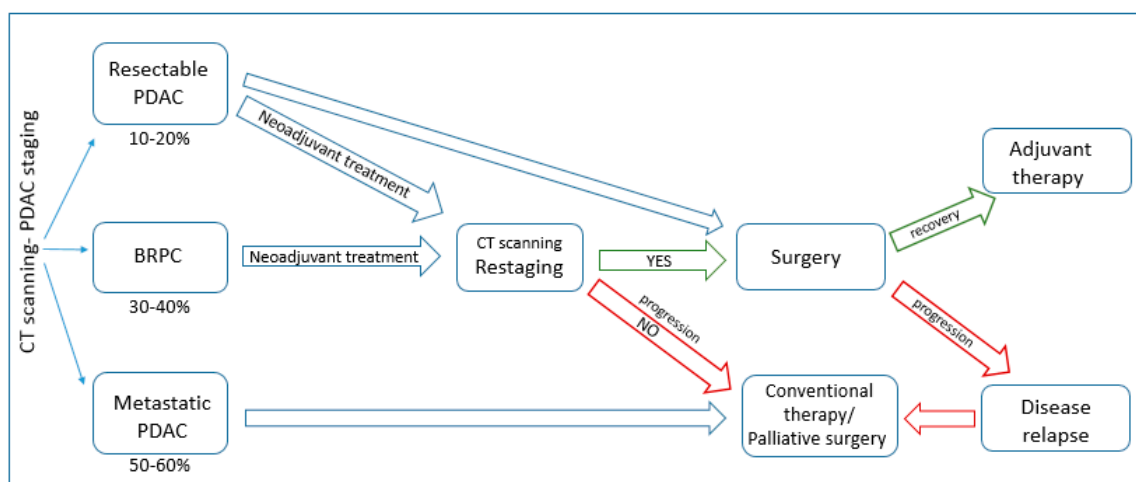 CT scanning- PDAC staging
Resectable
PDAC
10-20%
BRPC
30-40%
Metastatic
PDAC
50-60%
Neoadjuvant treatment
Neoadjuvant treatment
CT scanning
Restaging
YES
progression
NO
Surgery
recovery
progression
Adjuvant
therapy
Conventional
therapy/
Palliative surgery
Disease
relapse